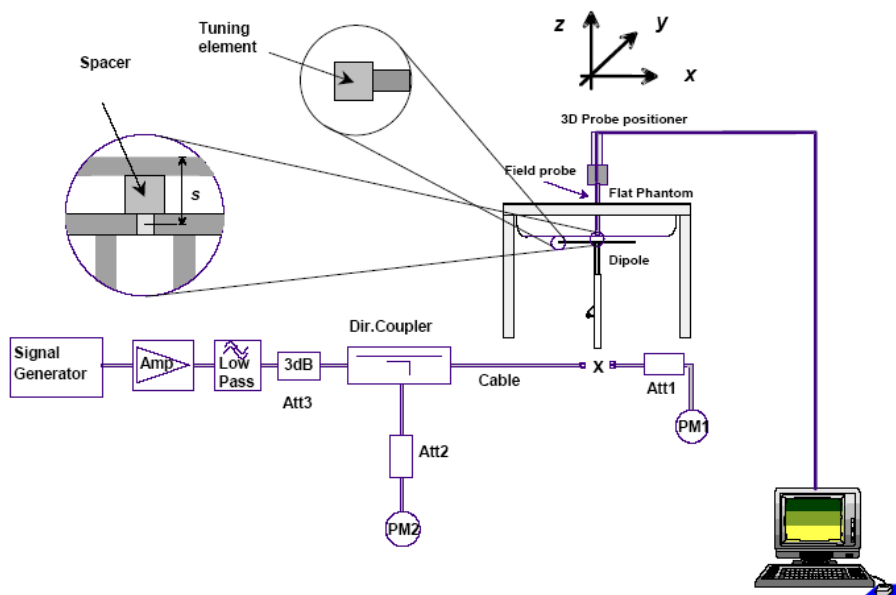 Tuning
element
z
y
x
Spacer
3D Probe positioner
s
Field probe
Flat Phantom
Dipole
Dir.Coupler
Signal
Generator
Amp
Low
Pass
3dB
Att3
Cable
X
Att1
PM1
Att2
PM2